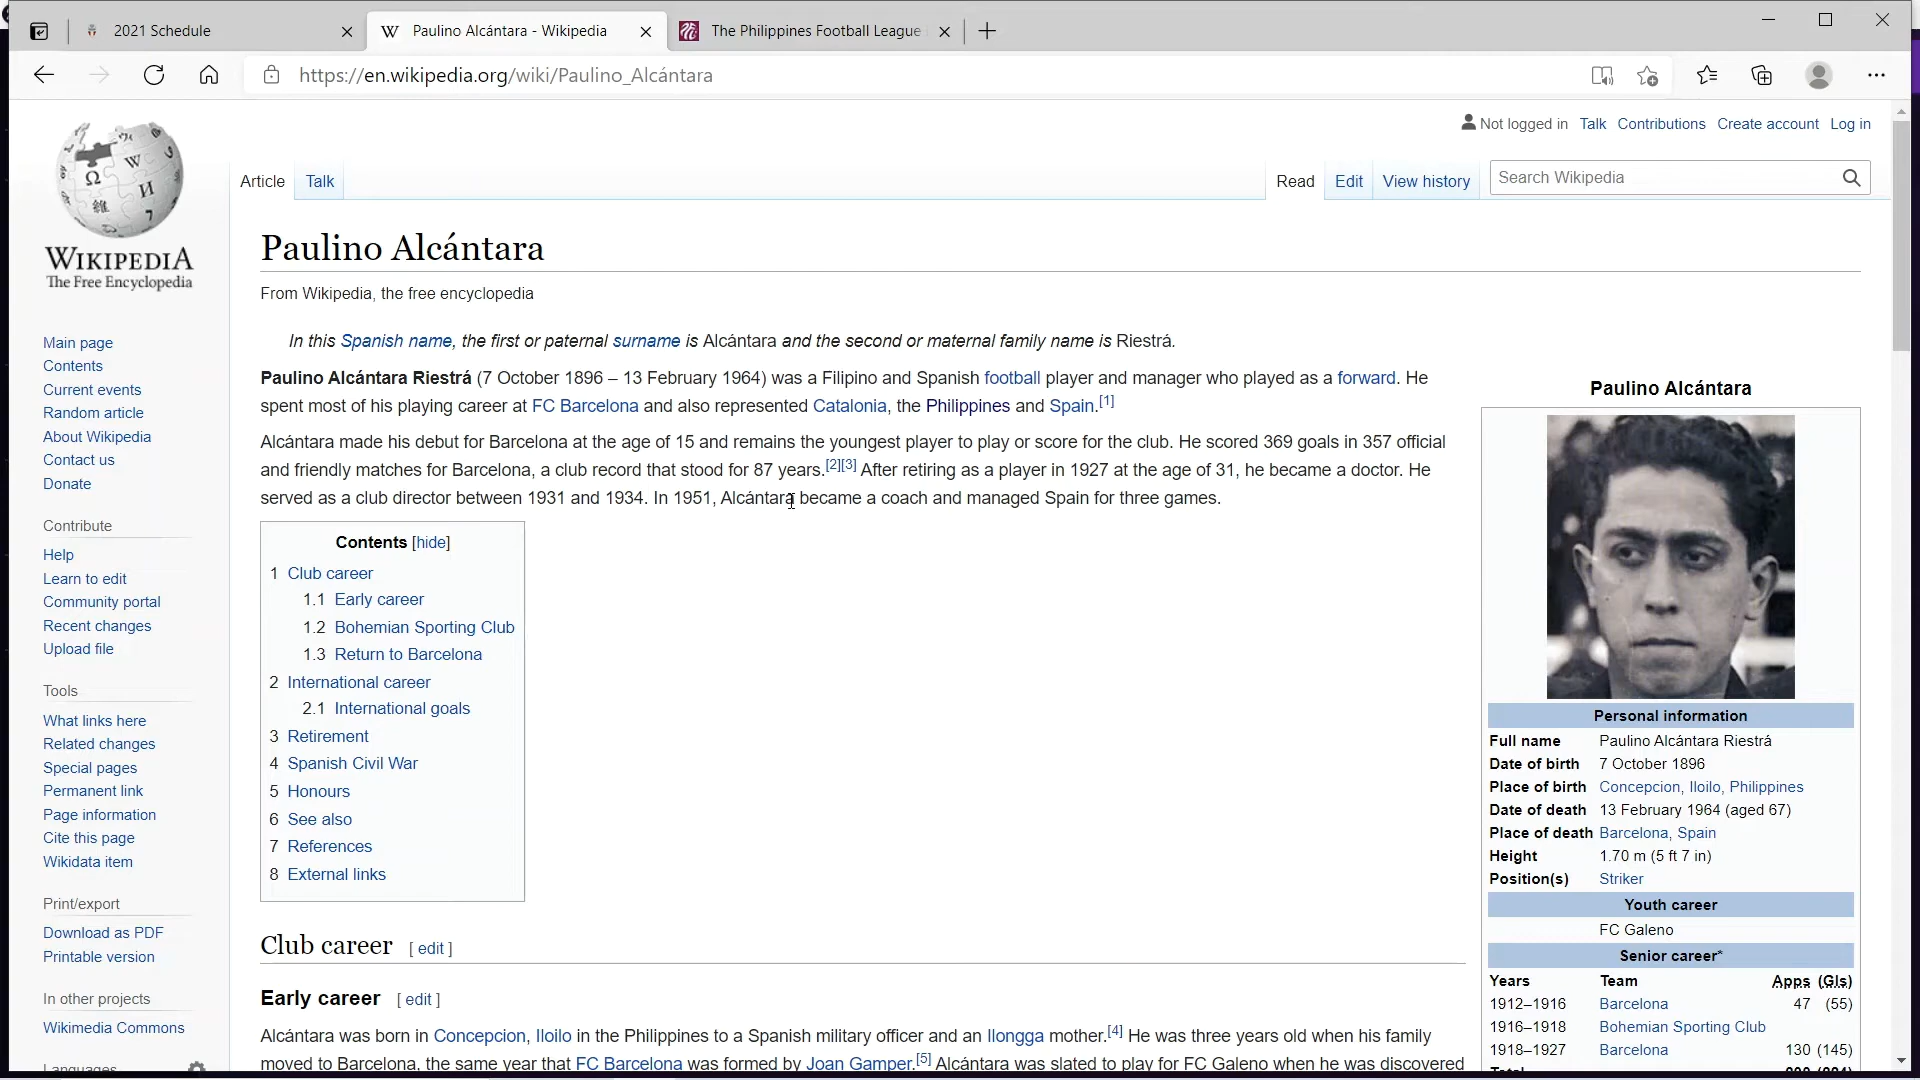 2021 Schedule
Paulino Alcántara - Wikipedia
The Philippines Football League
https://en.wikipedia.org/wiki/Paulino_Alcántara
Not logged in Talk Contributions Create account Log in
Article Talk
Read Edit View history
Search Wikipedia
WIKIPEDIA
The Free Encyclopedia
Main page
Contents
Current events
Random article
About Wikipedia
Contact us
Donate
Contribute
Help
Learn to edit
Community portal
Recent changes
Upload file
Tools
What links here
Related changes
Special pages
Permanent link
Page information
Cite this page
Wikidata item
Print/export
Download as PDF
Printable version
In other projects
Wikimedia Commons
Languages
Paulino Alcántara
From Wikipedia, the free encyclopedia
In this Spanish name, the first or paternal surname is Alcántara and the second or maternal family name is Riestrá.
Paulino Alcántara Riestrá (7 October 1896 – 13 February 1964) was a Filipino and Spanish football player and manager who played as a forward. He
spent most of his playing career at FC Barcelona and also represented Catalonia, the Philippines and Spain.[1]
Alcántara made his debut for Barcelona at the age of 15 and remains the youngest player to play or score for the club. He scored 369 goals in 357 official
and friendly matches for Barcelona, a club record that stood for 87 years.[2][3] After retiring as a player in 1927 at the age of 31, he became a doctor. He
served as a club director between 1931 and 1934. In 1951, Alcántara became a coach and managed Spain for three games.
Contents [hide]
1 Club career
1.1 Early career
1.2 Bohemian Sporting Club
1.3 Return to Barcelona
2 International career
2.1 International goals
3 Retirement
4 Spanish Civil War
5 Honours
6 See also
7 References
8 External links
Club career [ edit ]
Early career [ edit ]
Alcántara was born in Concepcion, Iloilo in the Philippines to a Spanish military officer and an Ilongga mother.[4] He was three years old when his family
moved to Barcelona, the same year that FC Barcelona was formed by Joan Gamper.[5] Alcántara was slated to play for FC Galeno when he was discovered
Paulino Alcántara
Personal information
Full name Paulino Alcántara Riestrá
Date of birth 7 October 1896
Place of birth Concepcion, Iloilo, Philippines
Date of death 13 February 1964 (aged 67)
Place of death Barcelona, Spain
Height 1.70 m (5 ft 7 in)
Position(s) Striker
Youth career
FC Galeno
Senior career*
Years Team Apps (Gls)
1912–1916 Barcelona 47 (55)
1916–1918 Bohemian Sporting Club
1918–1927 Barcelona 130 (145)